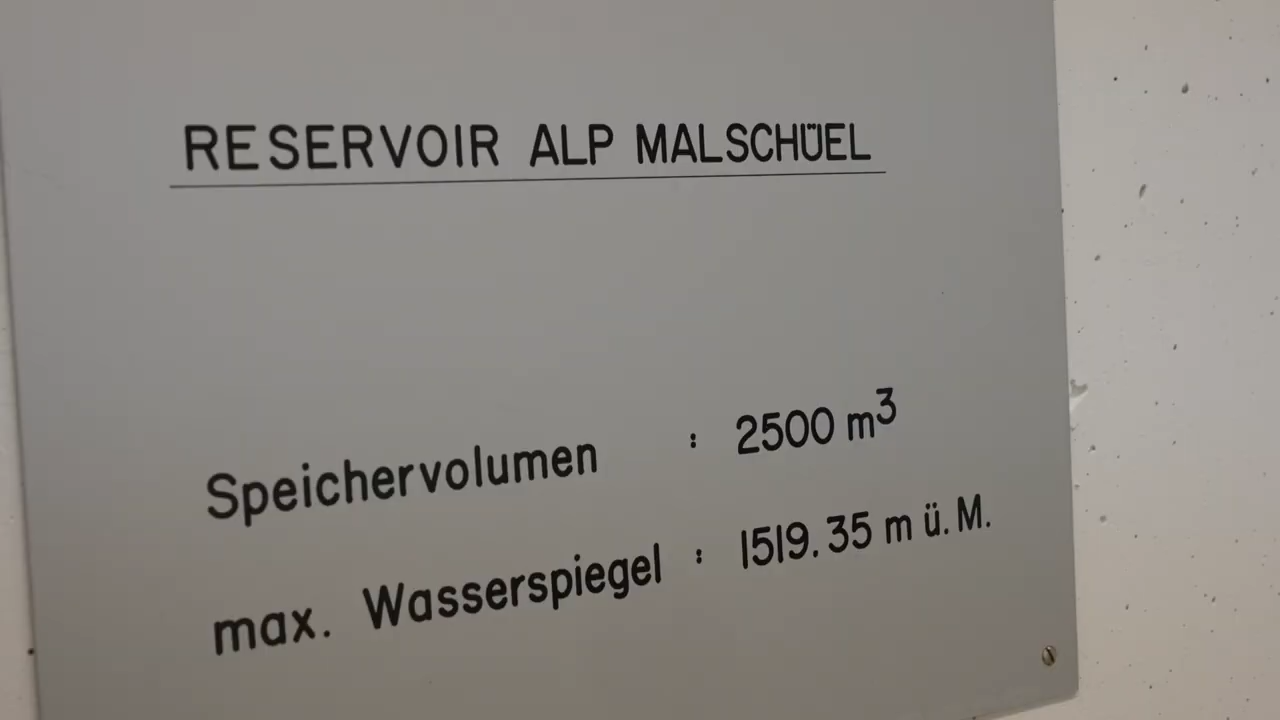 RESERVOIR ALP MALSCHÜEL
Speichervolumen : 2500 m³
max. Wasserspiegel : 1519.35 m ü. M.